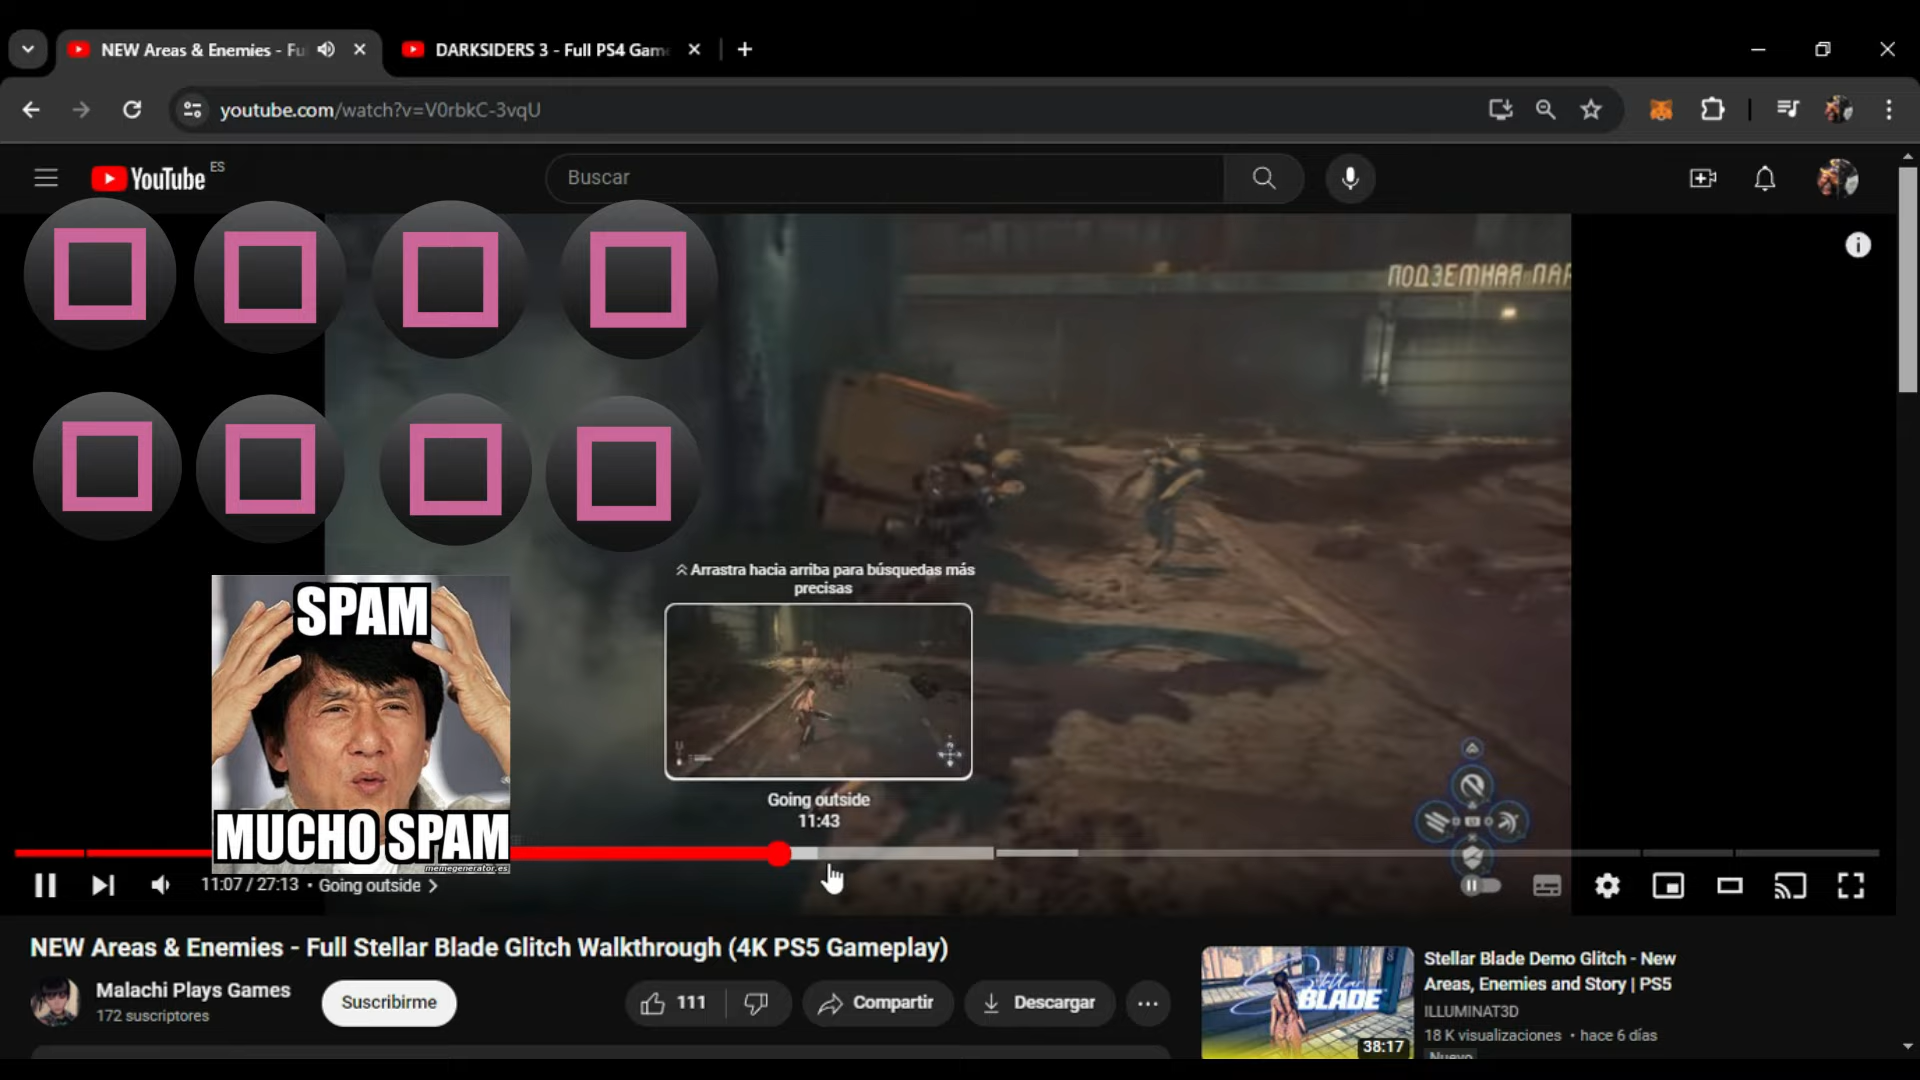 NEW Areas & Enemies - Fu
DARKSIDERS 3 - Full PS4 Gam
youtube.com/watch?v=V0rbkC-3vqU
YouTube ES
Buscar
ПОДЗЕМНАЯ ПАР
SPAM
MUCHO SPAM
memegenerator.es
Arrastra hacia arriba para búsquedas más
precisas
Going outside
11:43
11:07 / 27:13 • Going outside
NEW Areas & Enemies - Full Stellar Blade Glitch Walkthrough (4K PS5 Gameplay)
Malachi Plays Games
172 suscriptores
Suscribirme
111
Compartir
Descargar
STELLAR BLADE
38:17
Stellar Blade Demo Glitch - New
Areas, Enemies and Story | PS5
ILLUMINAT3D
18 K visualizaciones • hace 6 días
Nuevo